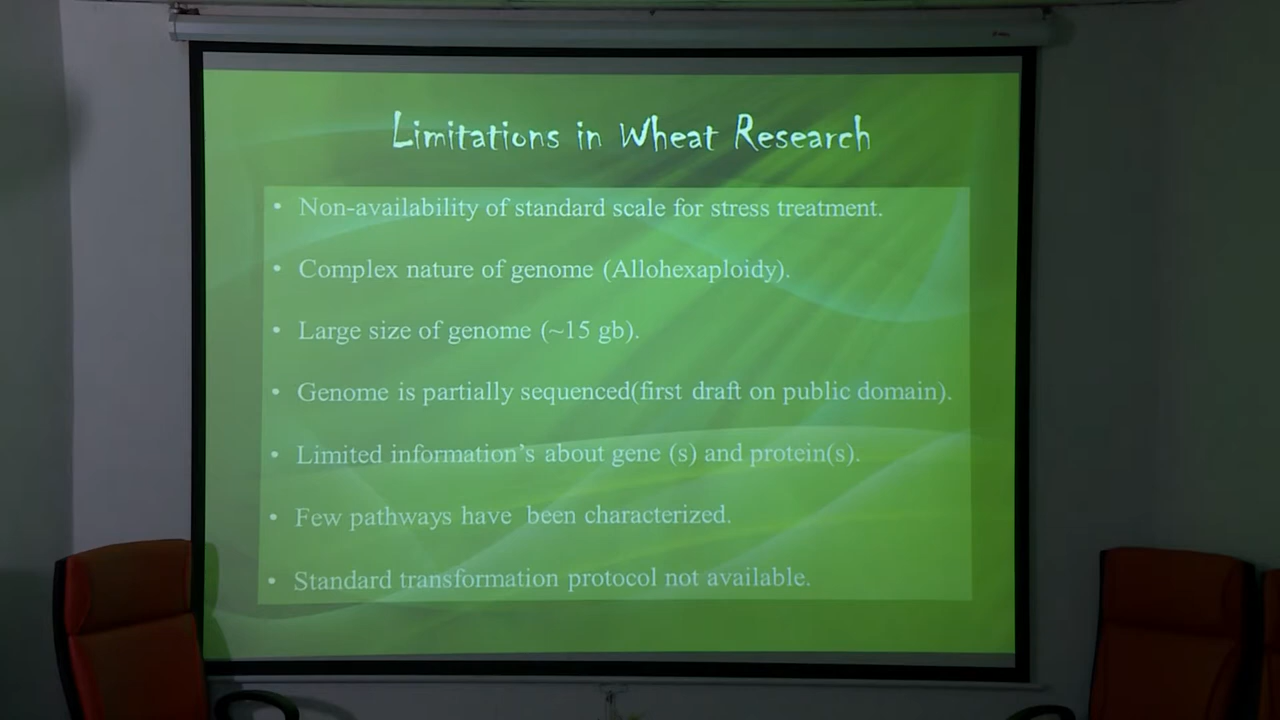 Limitations in Wheat Research
• Non-availability of standard scale for stress treatment.
• Complex nature of genome (Allohexaploidy).
• Large size of genome (~15 gb).
• Genome is partially sequenced(first draft on public domain).
• Limited information’s about gene (s) and protein(s).
• Few pathways have been characterized.
• Standard transformation protocol not available.